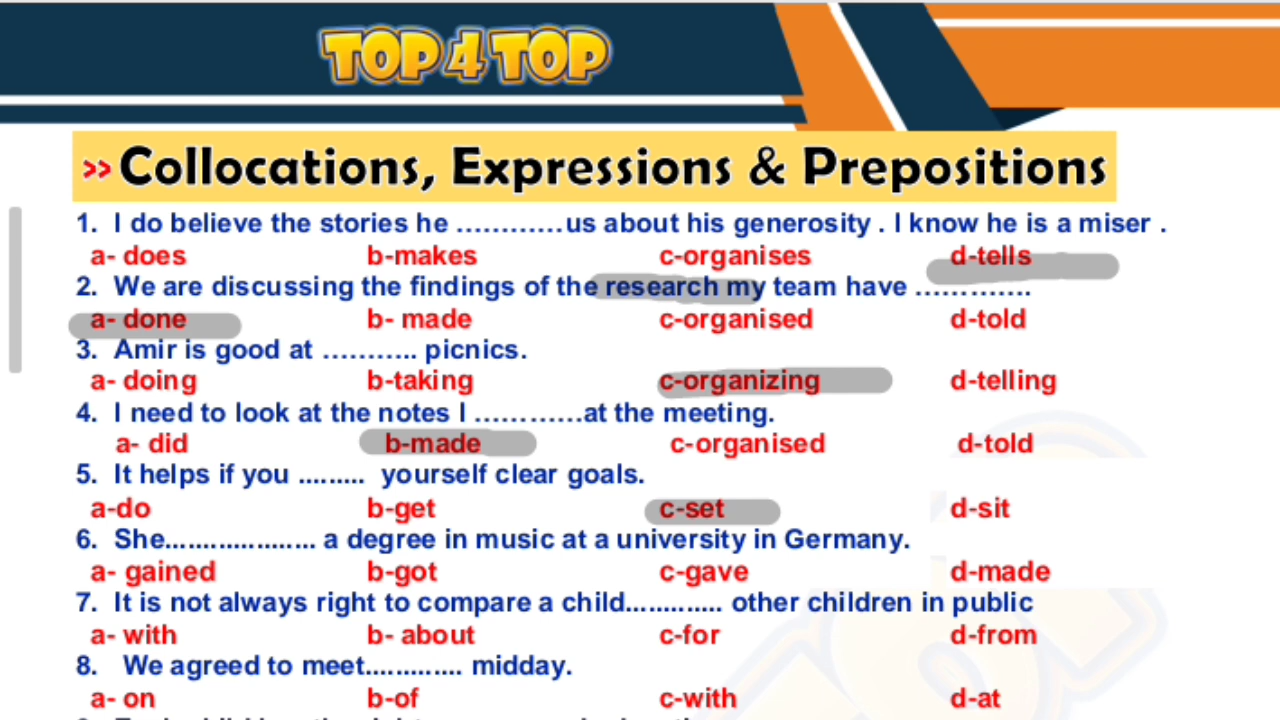 TOP 4 TOP
» Collocations, Expressions & Prepositions
1. I do believe the stories he ............us about his generosity . I know he is a miser .
a- does b-makes c-organises d-tells
2. We are discussing the findings of the research my team have .............
a- done b- made c-organised d-told
3. Amir is good at ........... picnics.
a- doing b-taking c-organizing d-telling
4. I need to look at the notes I ............at the meeting.
a- did b-made c-organised d-told
5. It helps if you ......... yourself clear goals.
a-do b-get c-set d-sit
6. She.................... a degree in music at a university in Germany.
a- gained b-got c-gave d-made
7. It is not always right to compare a child............. other children in public
a- with b- about c-for d-from
8. We agreed to meet............. midday.
a- on b-of c-with d-at